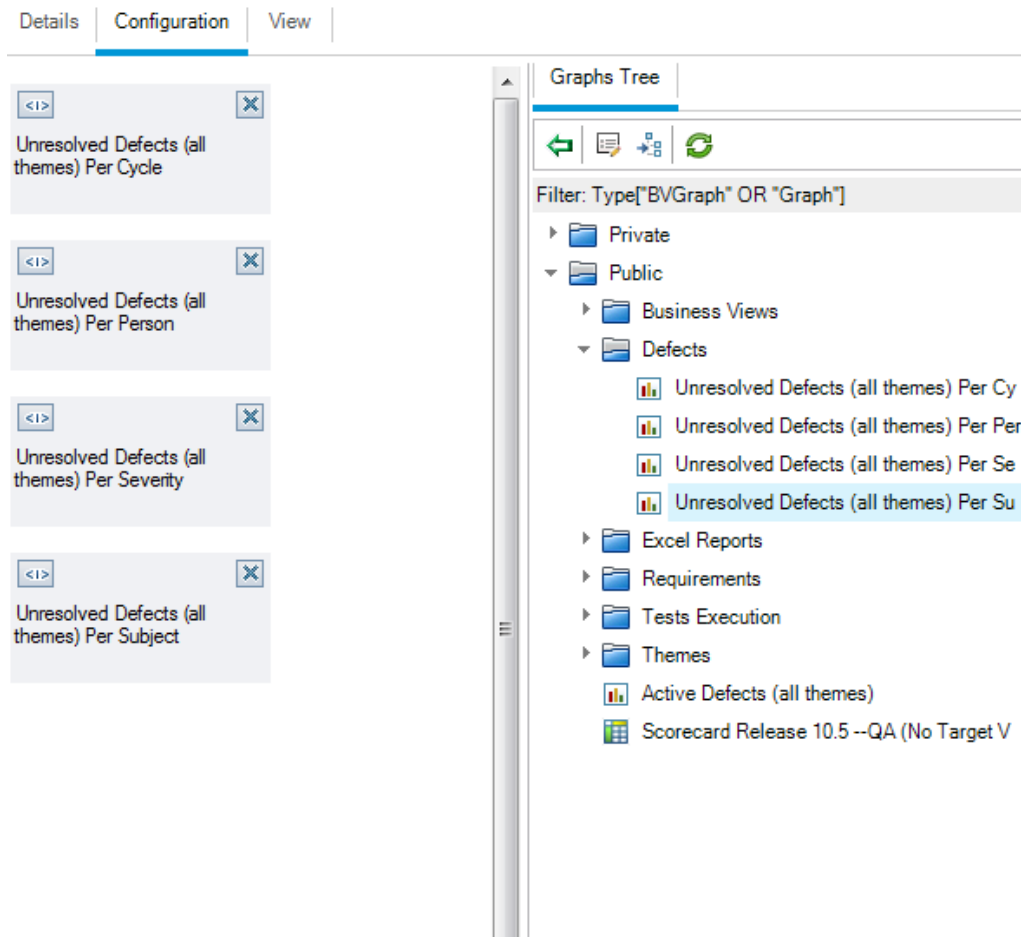 Details
Configuration
View
Unresolved Defects (all
themes) Per Cycle
Unresolved Defects (all
themes) Per Person
Unresolved Defects (all
themes) Per Severity
Unresolved Defects (all
themes) Per Subject
Graphs Tree
Filter: Type["BVGraph" OR "Graph"]
Private
Public
Business Views
Defects
Unresolved Defects (all themes) Per Cy
Unresolved Defects (all themes) Per Per
Unresolved Defects (all themes) Per Se
Unresolved Defects (all themes) Per Su
Excel Reports
Requirements
Tests Execution
Themes
Active Defects (all themes)
Scorecard Release 10.5 --QA (No Target V